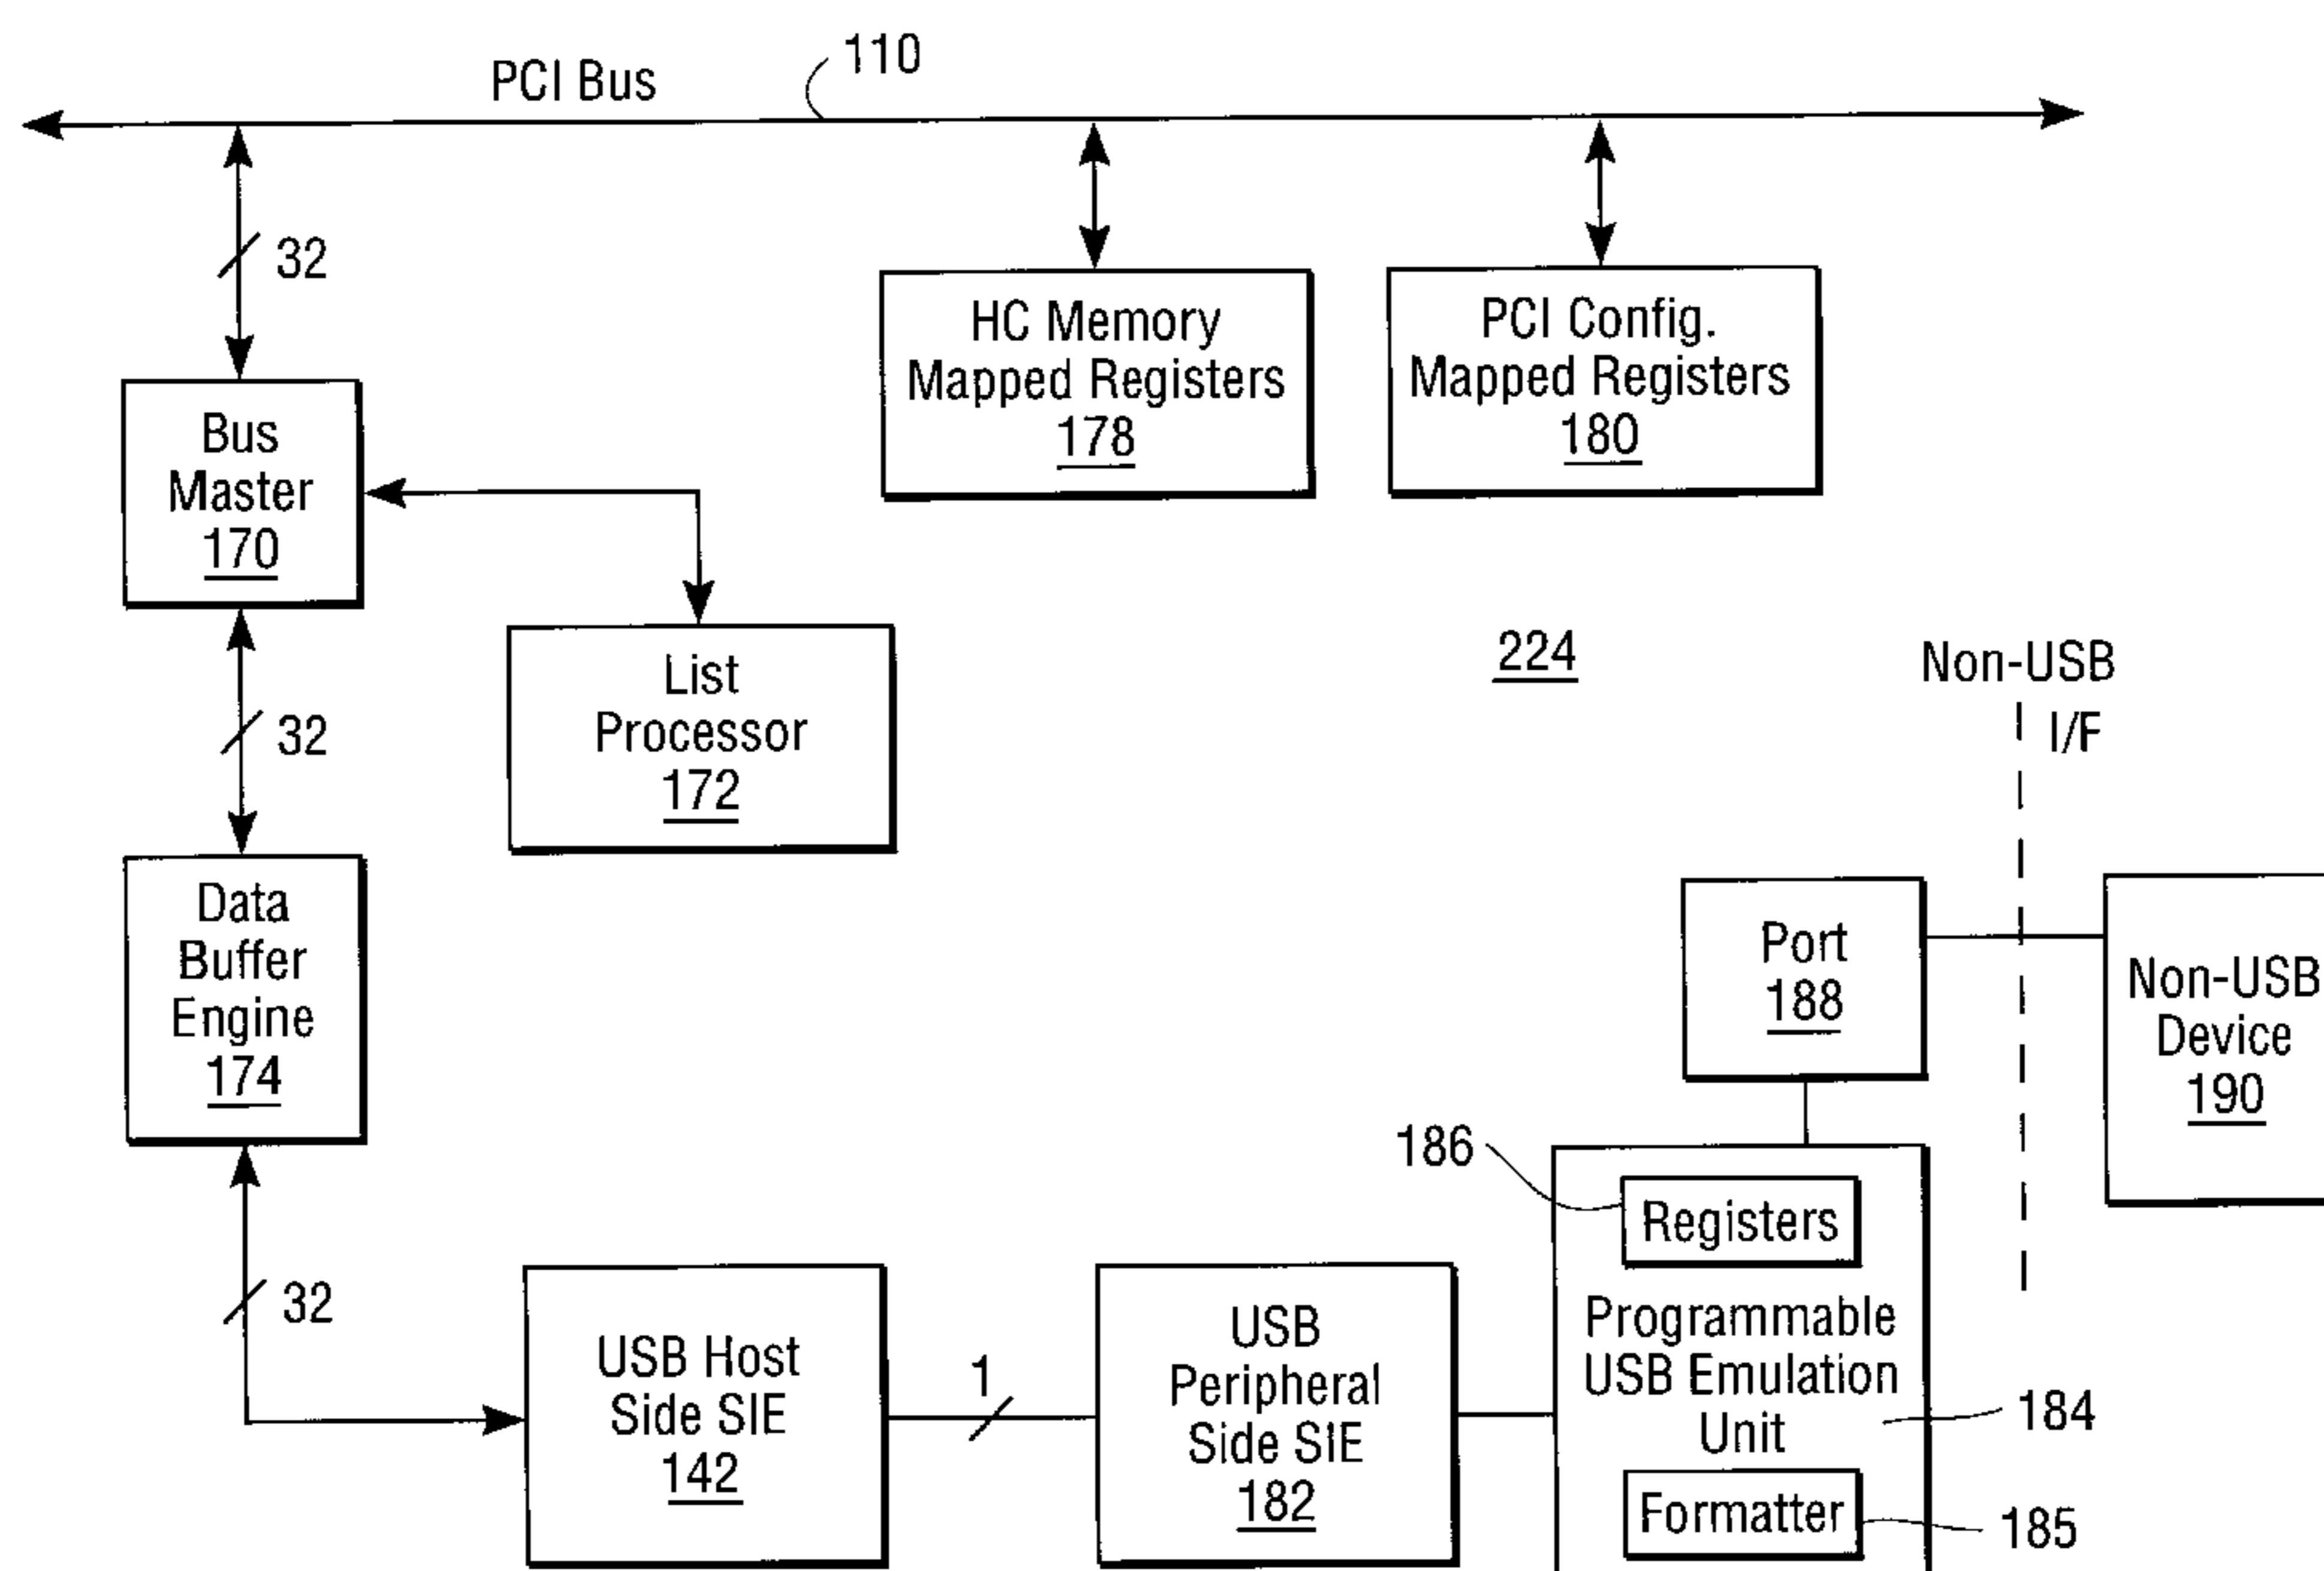 PCI Bus
110
32
HC Memory
Mapped Registers
178
PCI Config.
Mapped Registers
180
Bus
Master
170
List
Processor
172
224
Non-USB
I/F
32
Data
Buffer
Engine
174
Port
188
Non-USB
Device
190
186
Registers
32
USB Host
Side SIE
142
1
USB
Peripheral
Side SIE
182
Programmable
USB Emulation
Unit
184
Formatter
185